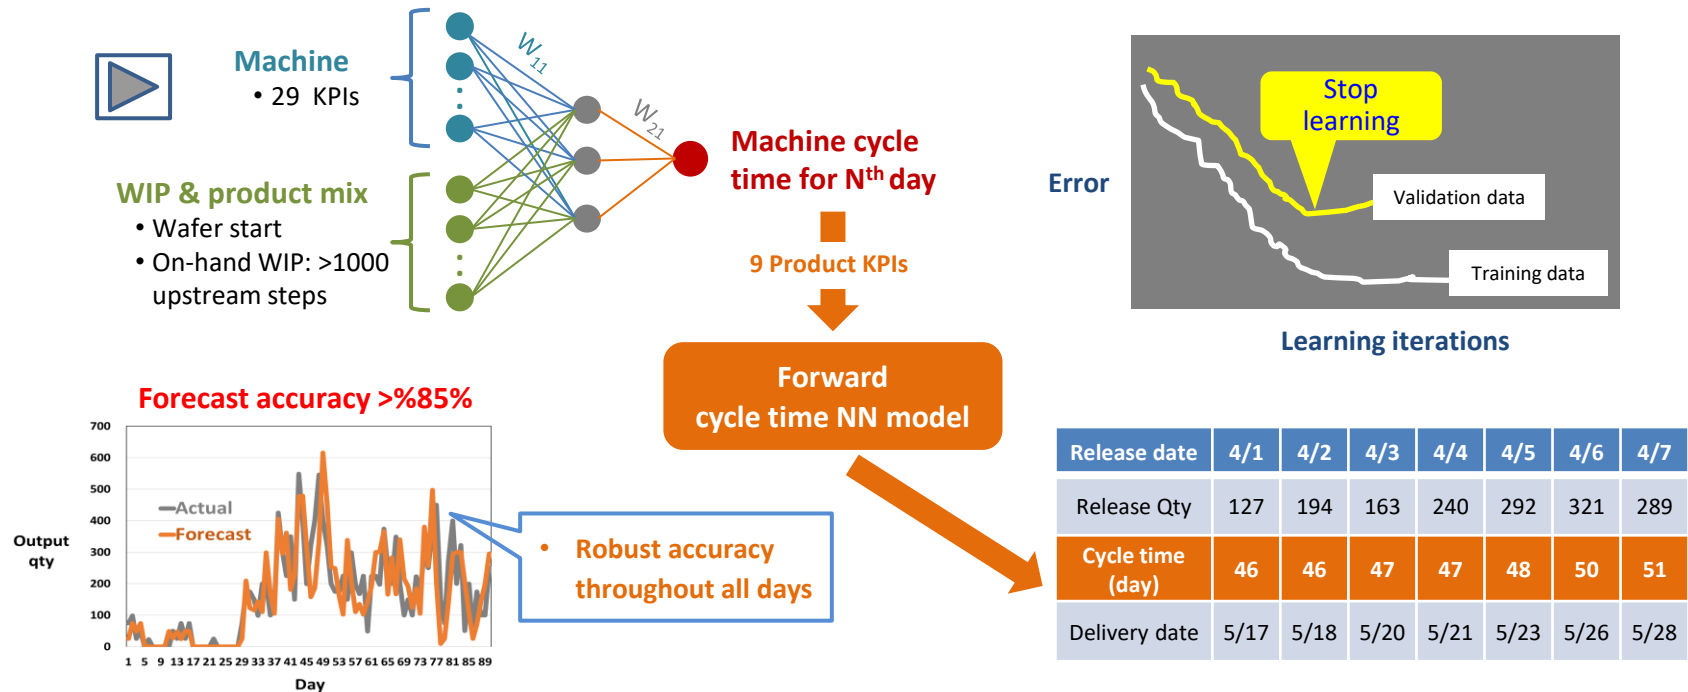 Machine
• 29 KPIs
WIP & product mix
• Wafer start
• On-hand WIP: >1000
upstream steps
W11
W21
Machine cycle
time for Nth day
9 Product KPIs
Forward
cycle time NN model
Error
Stop
learning
Validation data
Training data
Learning iterations
Forecast accuracy >%85%
700
600
500
400
300
200
100
0
Output
qty
Actual
Forecast
1 5 9 13 17 21 25 29 33 37 41 45 49 53 57 61 65 69 73 77 81 85 89
Day
• Robust accuracy
throughout all days
Release date 4/1 4/2 4/3 4/4 4/5 4/6 4/7
Release Qty 127 194 163 240 292 321 289
Cycle time
(day) 46 46 47 47 48 50 51
Delivery date 5/17 5/18 5/20 5/21 5/23 5/26 5/28